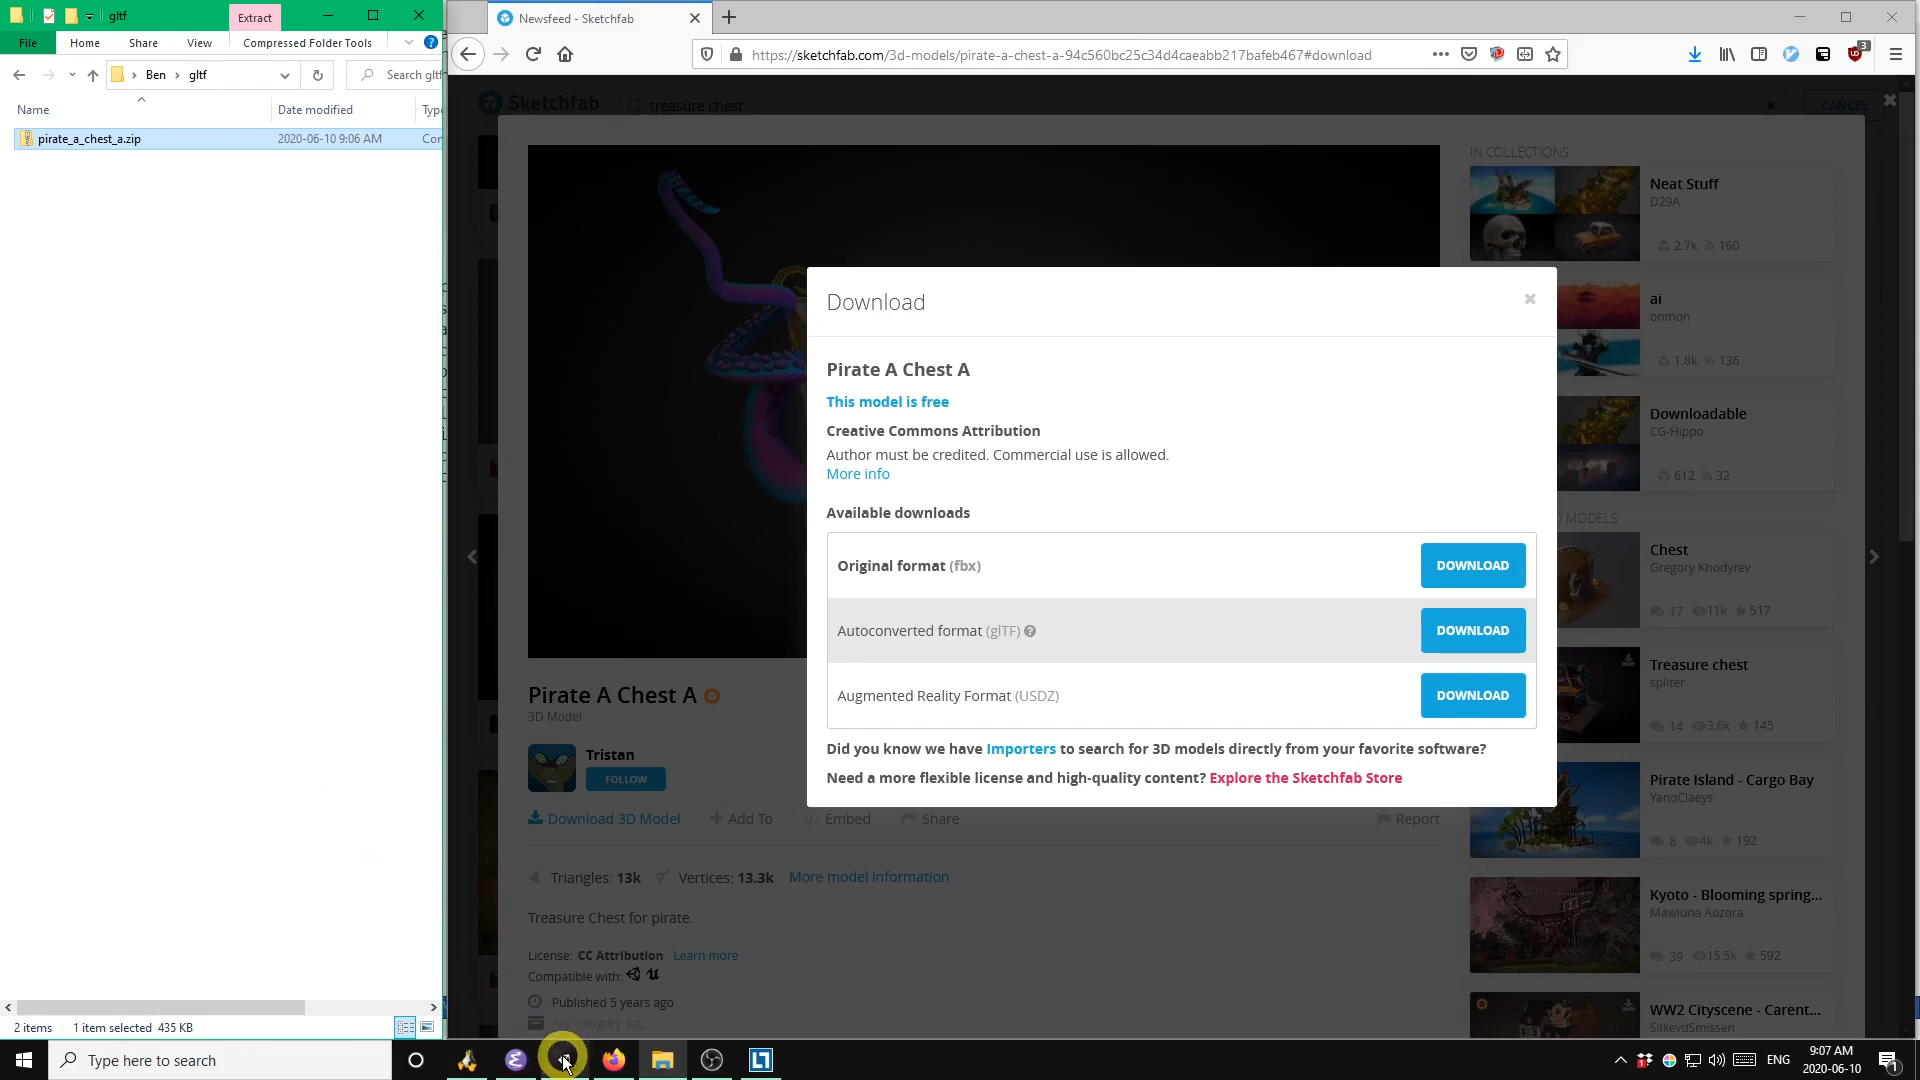 gltf
Extract
File
Home
Share
View
Compressed Folder Tools
Ben
gltf
Search gltf
Name
Date modified
Type
pirate_a_chest_a.zip
2020-06-10 9:06 AM
Con
2 items
1 item selected 435 KB
Newsfeed - Sketchfab
https://sketchfab.com/3d-models/pirate-a-chest-a-94c560bc25c34d4caeabb217bafeb467#download
3
Sketchfab
treasure chest
CANCEL
Download
Pirate A Chest A
This model is free
Creative Commons Attribution
Author must be credited. Commercial use is allowed.
More info
Available downloads
Original format (fbx)
DOWNLOAD
Autoconverted format (glTF)
DOWNLOAD
Augmented Reality Format (USDZ)
DOWNLOAD
Did you know we have Importers to search for 3D models directly from your favorite software?
Need a more flexible license and high-quality content? Explore the Sketchfab Store
Pirate A Chest A
3D Model
Tristan
FOLLOW
Download 3D Model
Add To
Embed
Share
Report
Triangles: 13k
Vertices: 13.3k
More model information
Treasure Chest for pirate.
License: CC Attribution
Learn more
Compatible with:
Published 5 years ago
No category set.
IN COLLECTIONS
Neat Stuff
D29A
2.7k
160
ai
onmon
1.8k
136
Downloadable
CG-Hippo
612
32
MODELS
Chest
Gregory Khodyrev
17
11k
517
Treasure chest
spliter
14
3.6k
145
Pirate Island - Cargo Bay
YanoClaeys
8
4k
192
Kyoto - Blooming spring...
Mawluna Aozora
39
15.5k
592
WW2 Cityscene - Carent...
SilkevdSmissen
Type here to search
ENG
9:07 AM
2020-06-10
1